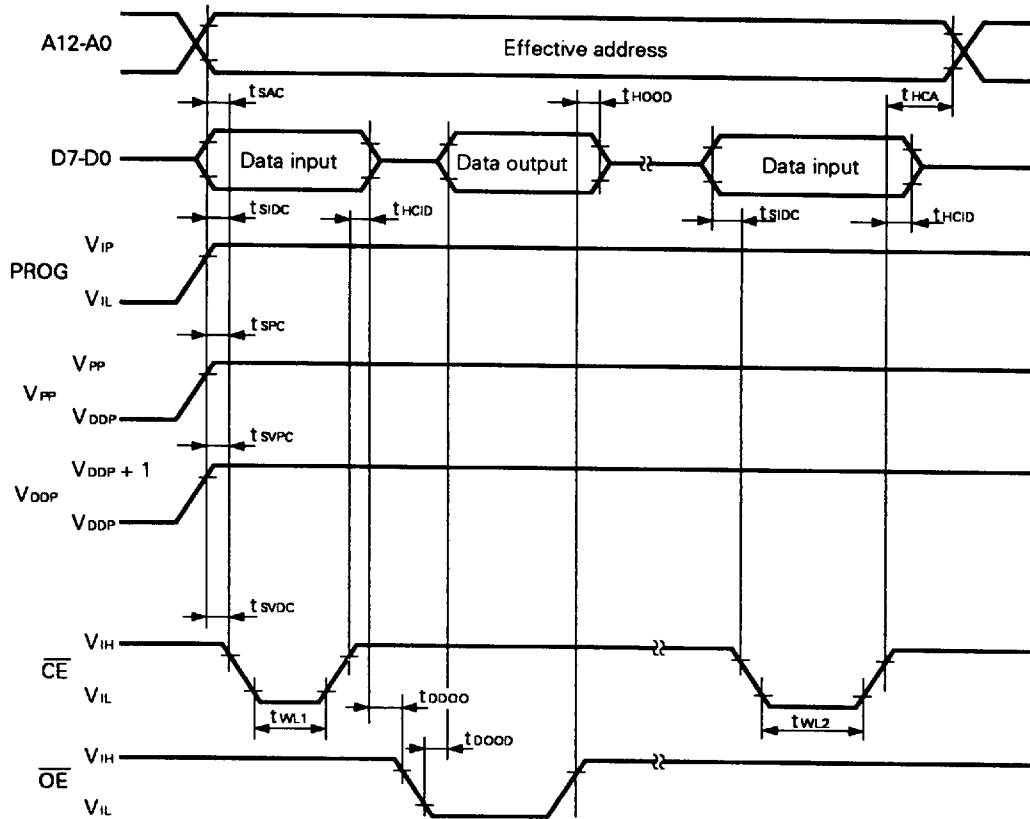 A12-A0
Effective address
tSAC
tHOOD
tHCA
D7-D0
Data input
Data output
Data input
tSIDC
tHCID
tSIDC
tHCID
VIP
PROG
VIL
tSPC
VPP
VPP
VDDP
tSVPC
VDDP + 1
VDDP
VDDP
tSVDC
VIH
CE
VIL
tWL1
tDDOO
tWL2
tDOOD
VIH
OE
VIL